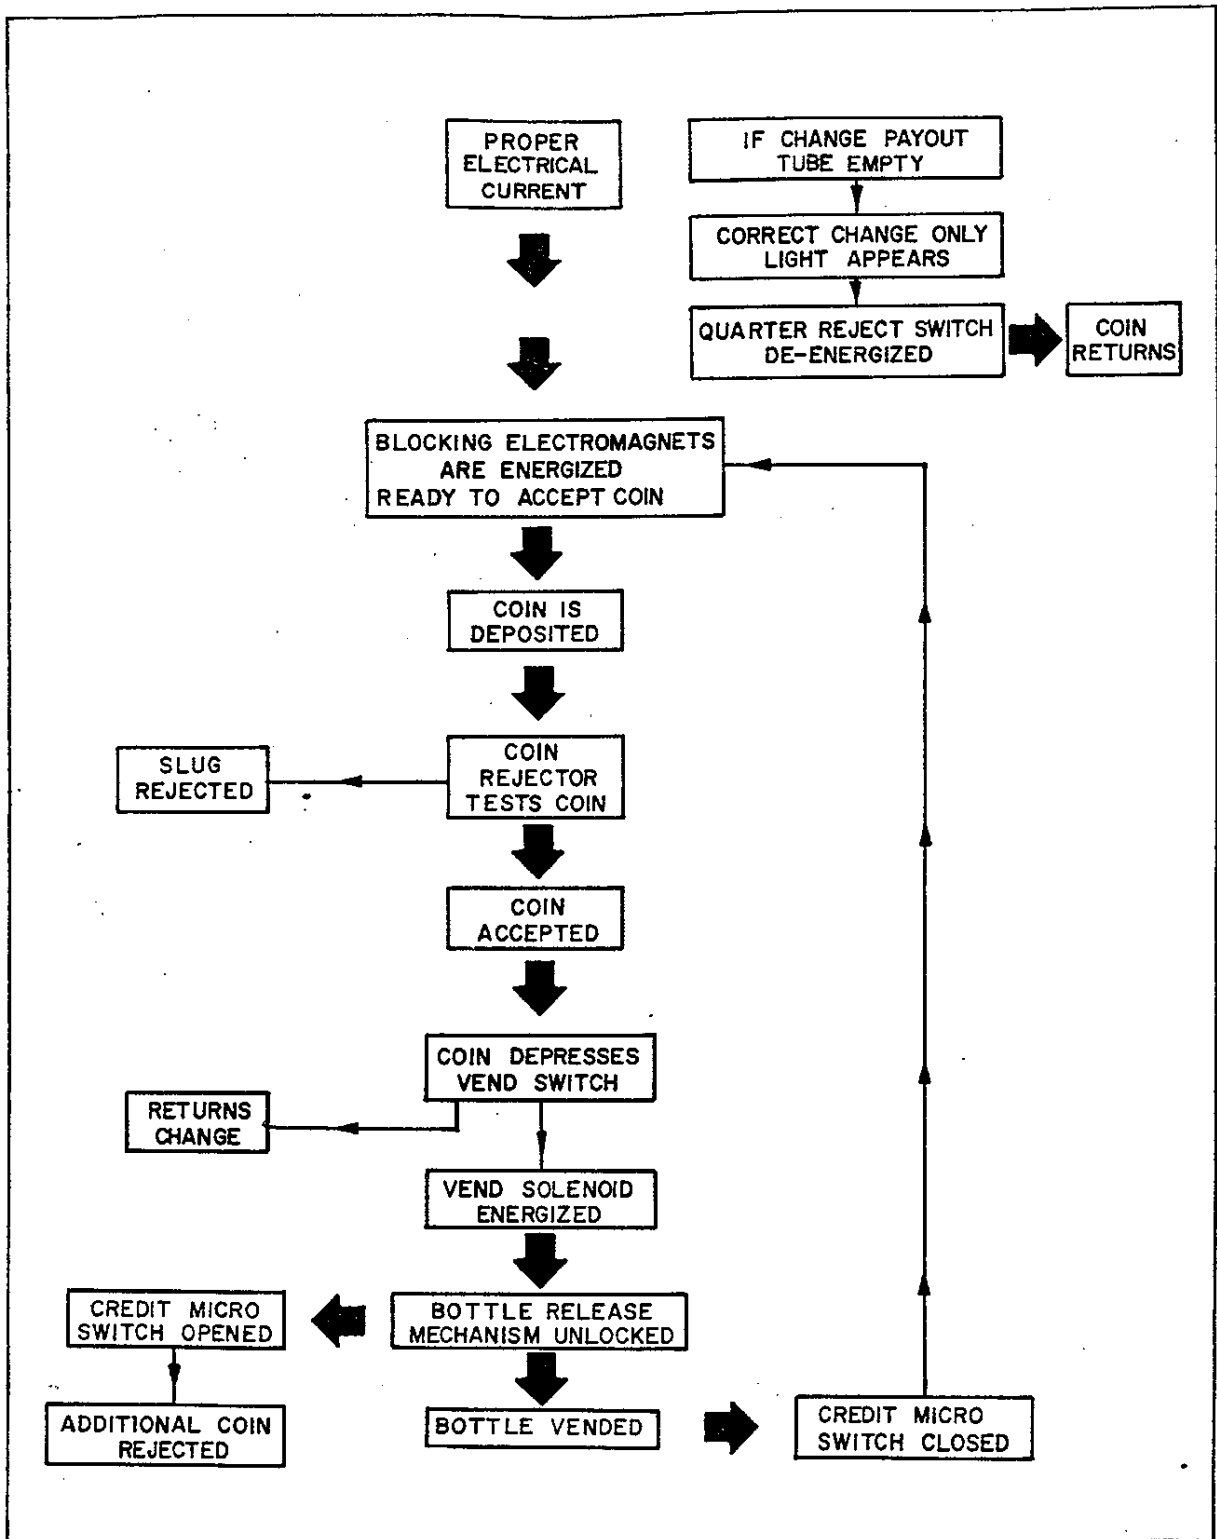 PROPER
ELECTRICAL
CURRENT
IF CHANGE PAYOUT
TUBE EMPTY
CORRECT CHANGE ONLY
LIGHT APPEARS
QUARTER REJECT SWITCH
DE-ENERGIZED
COIN
RETURNS
BLOCKING ELECTROMAGNETS
ARE ENERGIZED
READY TO ACCEPT COIN
COIN IS
DEPOSITED
SLUG
REJECTED
COIN
REJECTOR
TESTS COIN
COIN
ACCEPTED
COIN DEPRESSES
VEND SWITCH
RETURNS
CHANGE
VEND SOLENOID
ENERGIZED
CREDIT MICRO
SWITCH OPENED
BOTTLE RELEASE
MECHANISM UNLOCKED
ADDITIONAL COIN
REJECTED
BOTTLE VENDED
CREDIT MICRO
SWITCH CLOSED